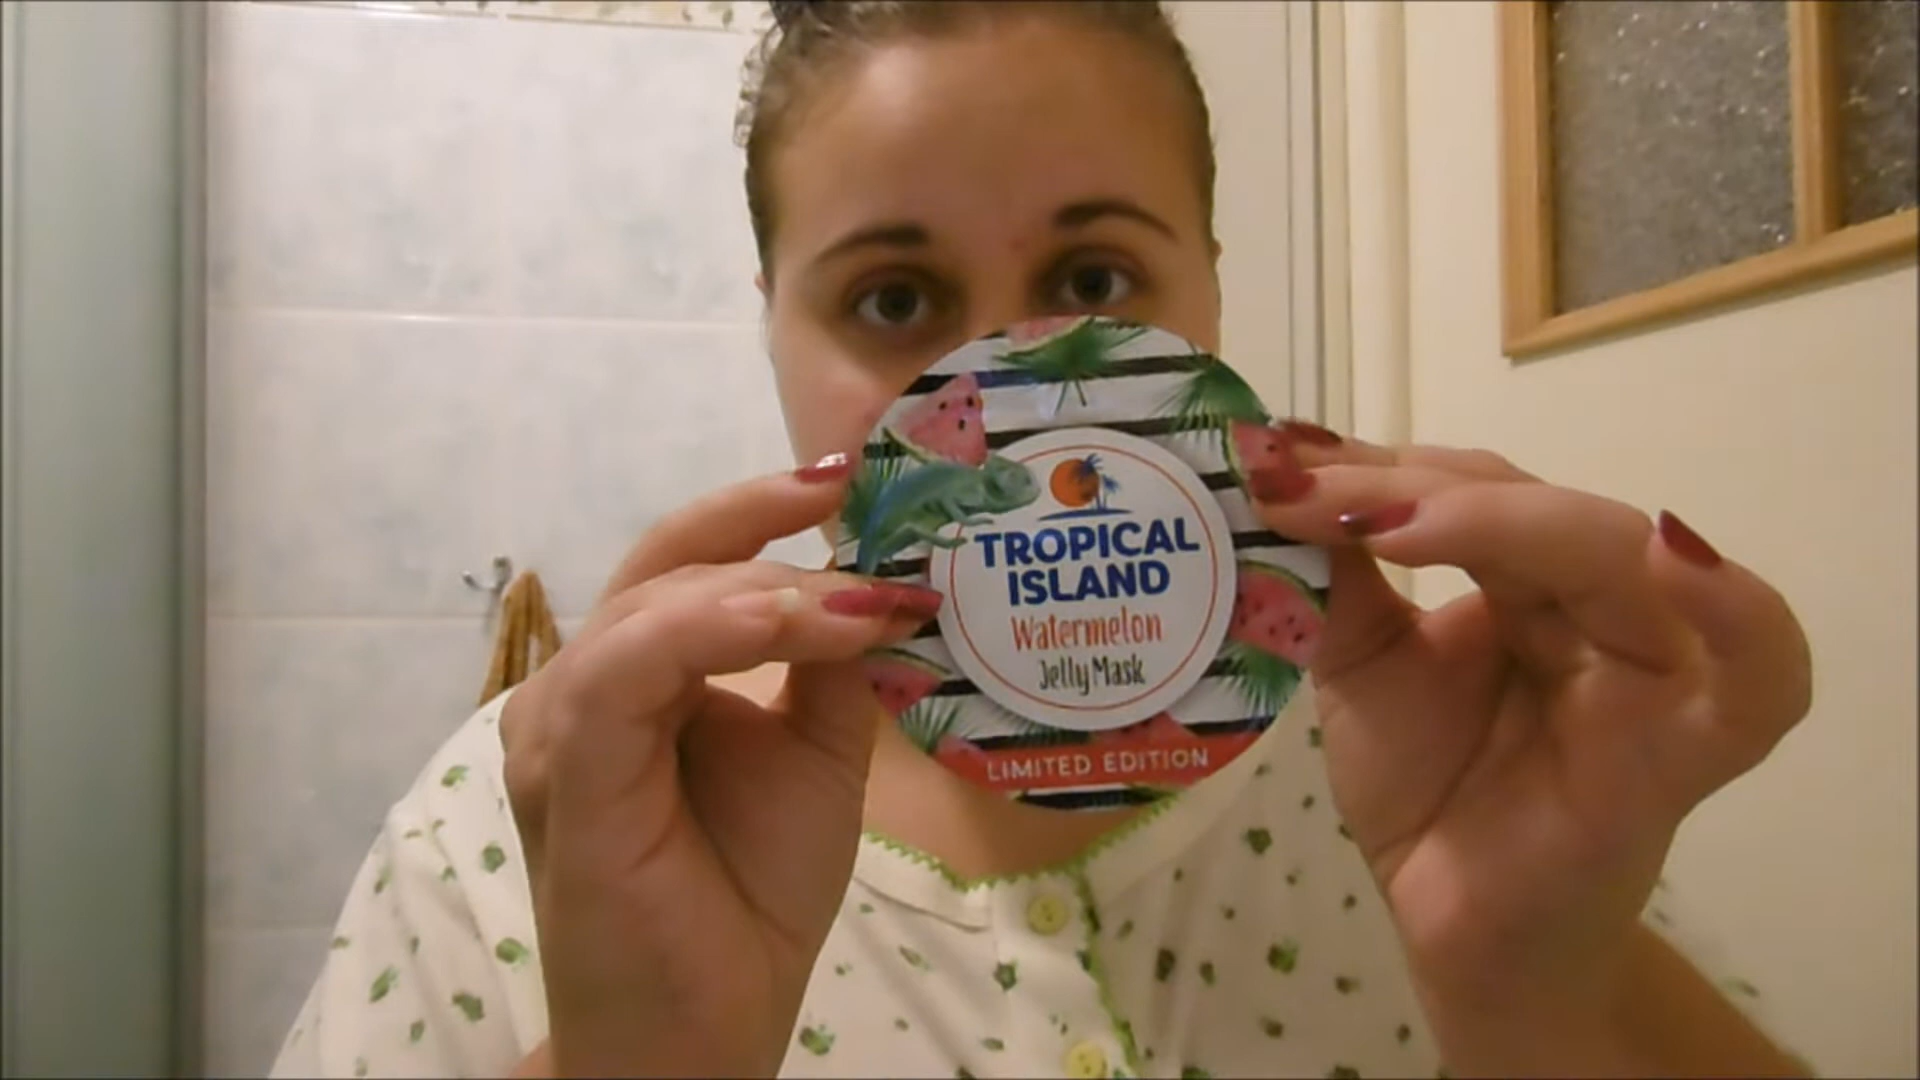 TROPICAL
ISLAND
Watermelon
Jelly Mask
LIMITED EDITION